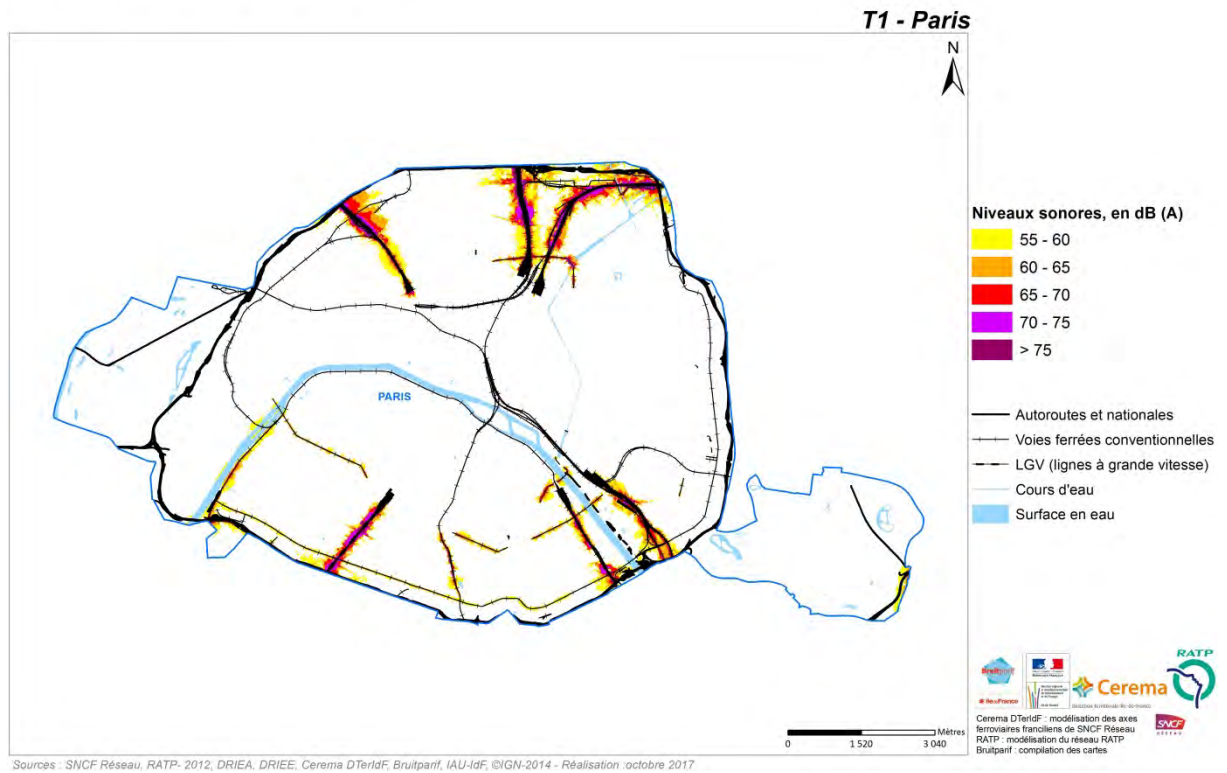 T1 - Paris
N
Niveaux sonores, en dB (A)
55 - 60
60 - 65
65 - 70
70 - 75
> 75
PARIS
Autoroutes et nationales
Voies ferrées conventionnelles
LGV (lignes à grande vitesse)
Cours d'eau
Surface en eau
RATP
Bruitparif
îledeFrance
Cerema
Cerema DTerIdF : modélisation des axes
ferroviaires franciliens de SNCF Réseau
RATP : modélisation du réseau RATP
Bruitparif : compilation des cartes
SNCF
RÉSEAU
Mètres
0 1 520 3 040
Sources : SNCF Réseau, RATP- 2012, DRIEA, DRIEE, Cerema DTerIdF, Bruitparif, IAU-IdF, ©IGN-2014 - Réalisation :octobre 2017